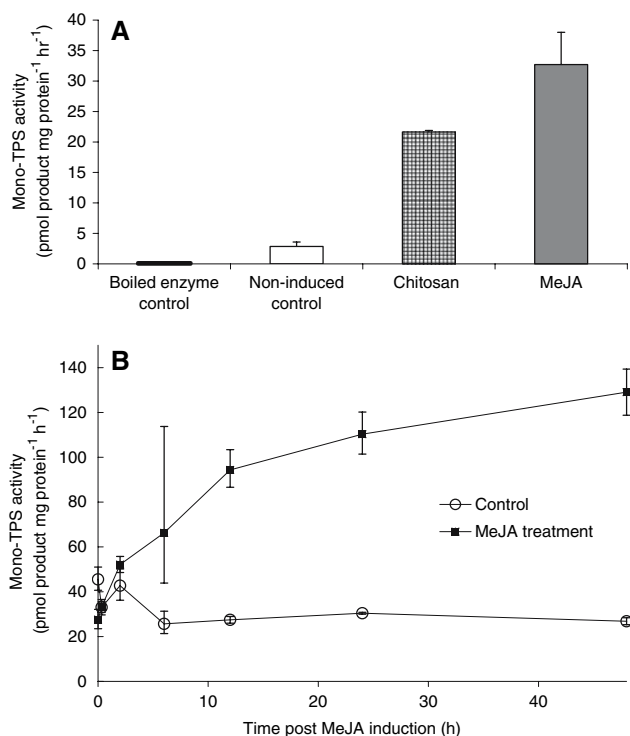 A
Mono-TPS activity
(pmol product mg protein⁻¹ hr⁻¹)
40
35
30
25
20
15
10
5
0
Boiled enzyme
control
Non-induced
control
Chitosan
MeJA
B
Mono-TPS activity
(pmol product mg protein⁻¹ h⁻¹)
140
120
100
80
60
40
20
0
Control
MeJA treatment
0
20
40
Time post MeJA induction (h)